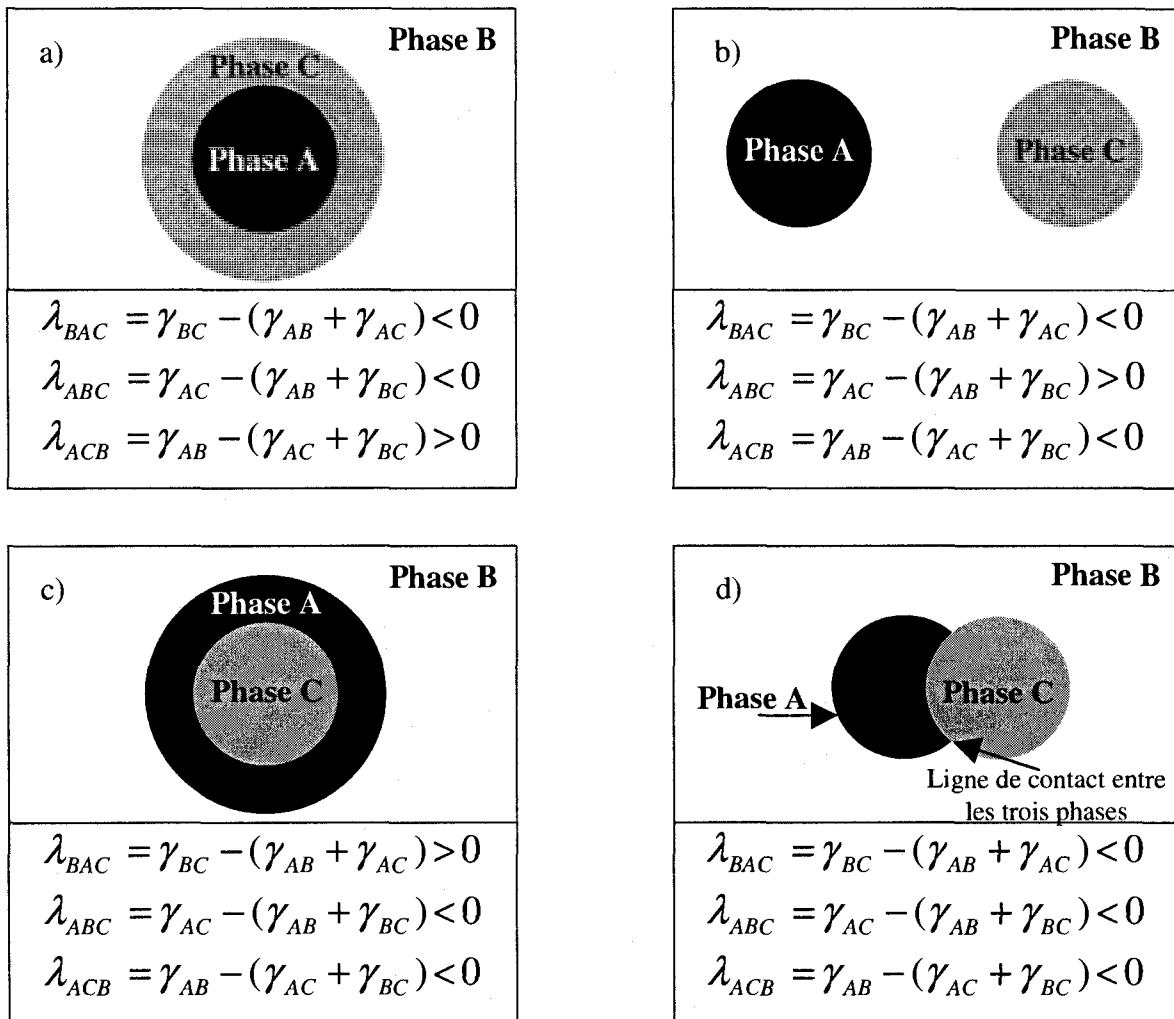 a)
Phase B
Phase C
Phase A
λ_BAC = γ_BC − (γ_AB + γ_AC) < 0
λ_ABC = γ_AC − (γ_AB + γ_BC) < 0
λ_ACB = γ_AB − (γ_AC + γ_BC) > 0
b)
Phase B
Phase A
Phase C
λ_BAC = γ_BC − (γ_AB + γ_AC) < 0
λ_ABC = γ_AC − (γ_AB + γ_BC) > 0
λ_ACB = γ_AB − (γ_AC + γ_BC) < 0
c)
Phase B
Phase A
Phase C
λ_BAC = γ_BC − (γ_AB + γ_AC) > 0
λ_ABC = γ_AC − (γ_AB + γ_BC) < 0
λ_ACB = γ_AB − (γ_AC + γ_BC) < 0
d)
Phase B
Phase A
Phase C
Ligne de contact entre
les trois phases
λ_BAC = γ_BC − (γ_AB + γ_AC) < 0
λ_ABC = γ_AC − (γ_AB + γ_BC) < 0
λ_ACB = γ_AB − (γ_AC + γ_BC) < 0